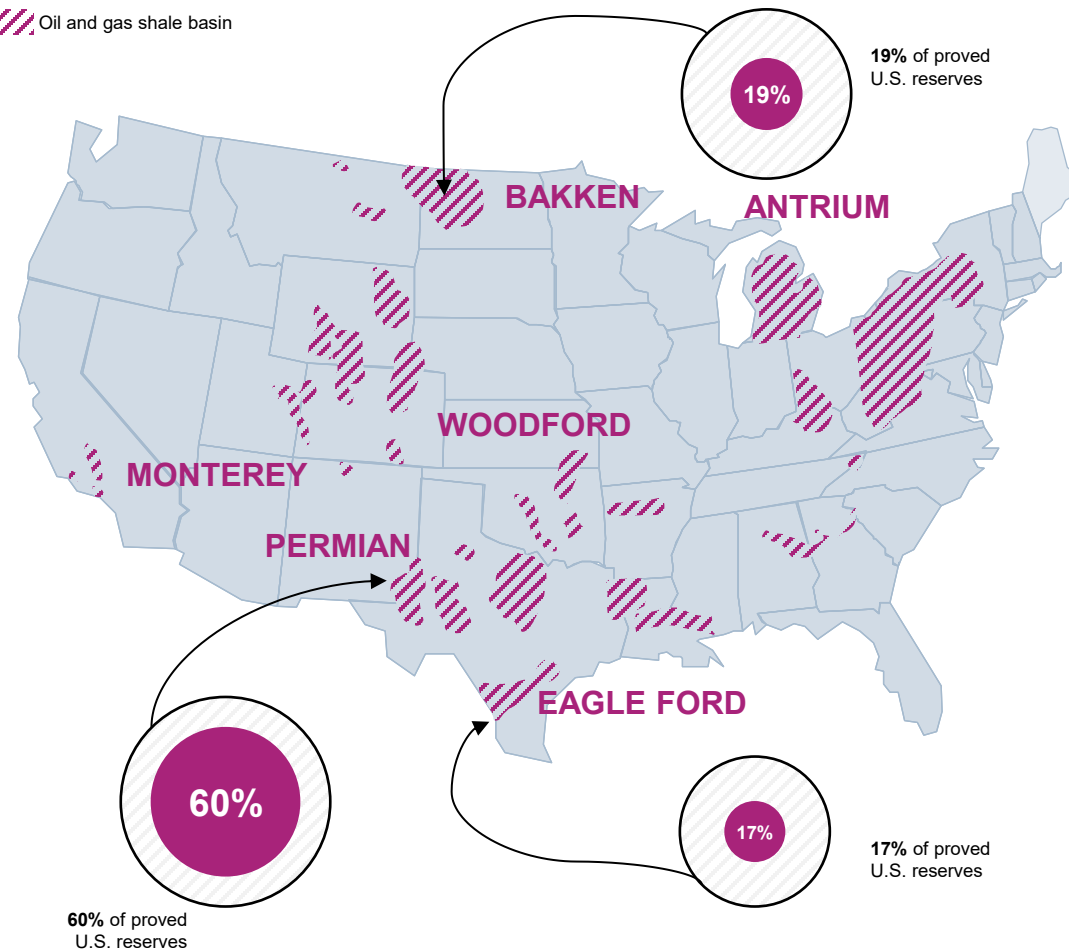 Oil and gas shale basin
19% of proved
U.S. reserves
19%
BAKKEN
ANTRIUM
WOODFORD
MONTEREY
PERMIAN
EAGLE FORD
60%
17%
17% of proved
U.S. reserves
60% of proved
U.S. reserves